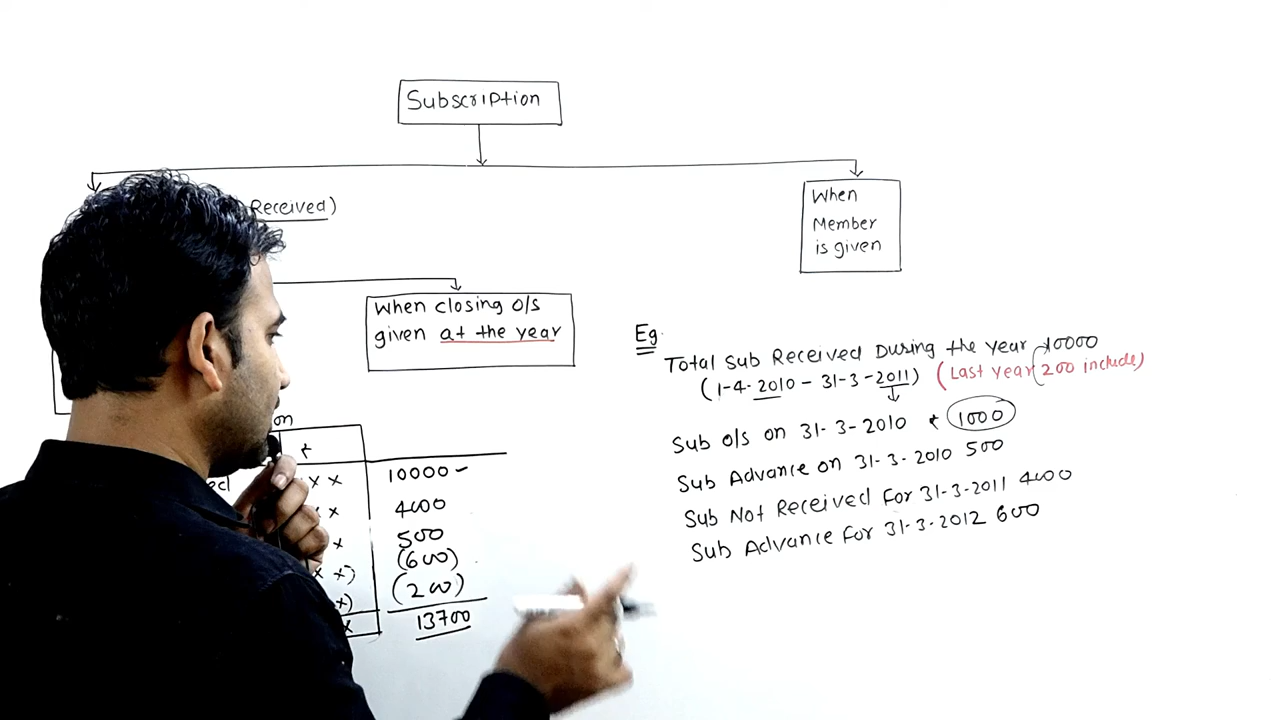 Subscription
Received)
When
Member
is given
When closing o/s
given at the year
Eg.
Total Sub Received During the year 10000
(1-4-2010 - 31-3-2011) (Last year 200 include)
Sub o/s on 31-3-2010 1000
Sub Advance on 31-3-2010 500
Sub Not Received for 31-3-2011 4000
Sub Advance for 31-3-2012 600
on
+
x x 10000 -
x 4000
x 500
x x) (600)
x) (200)
x 13700